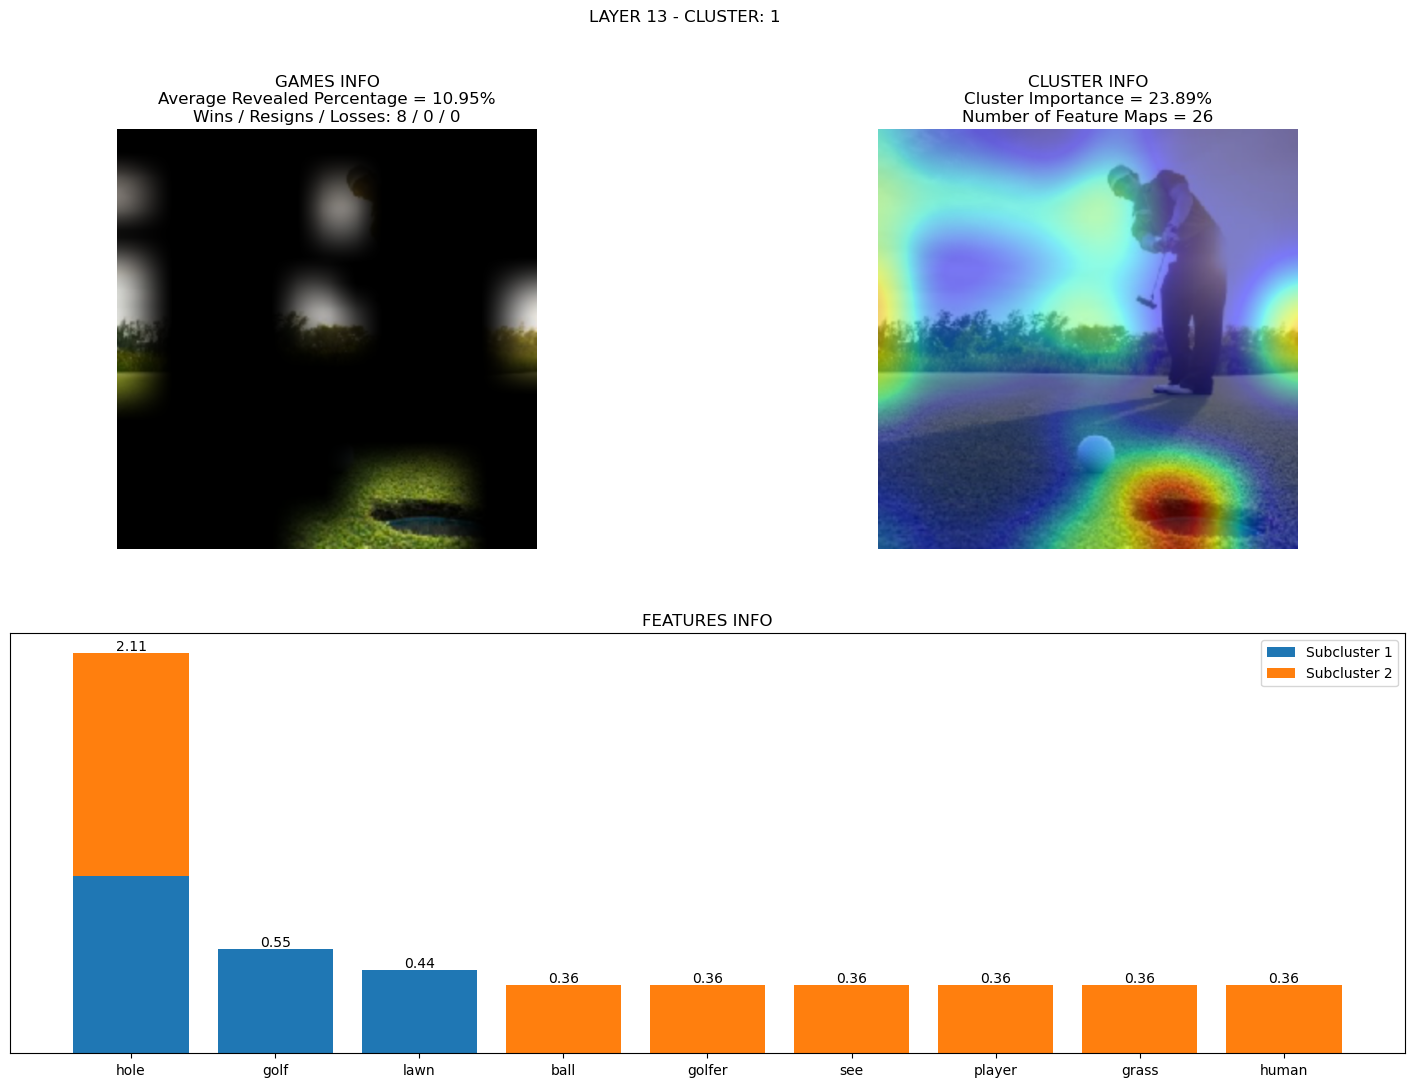 LAYER 13 - CLUSTER: 1
GAMES INFO
Average Revealed Percentage = 10.95%
Wins / Resigns / Losses: 8 / 0 / 0
CLUSTER INFO
Cluster Importance = 23.89%
Number of Feature Maps = 26
FEATURES INFO
Subcluster 1
Subcluster 2
2.11
0.55
0.44
0.36
0.36
0.36
0.36
0.36
0.36
hole
golf
lawn
ball
golfer
see
player
grass
human